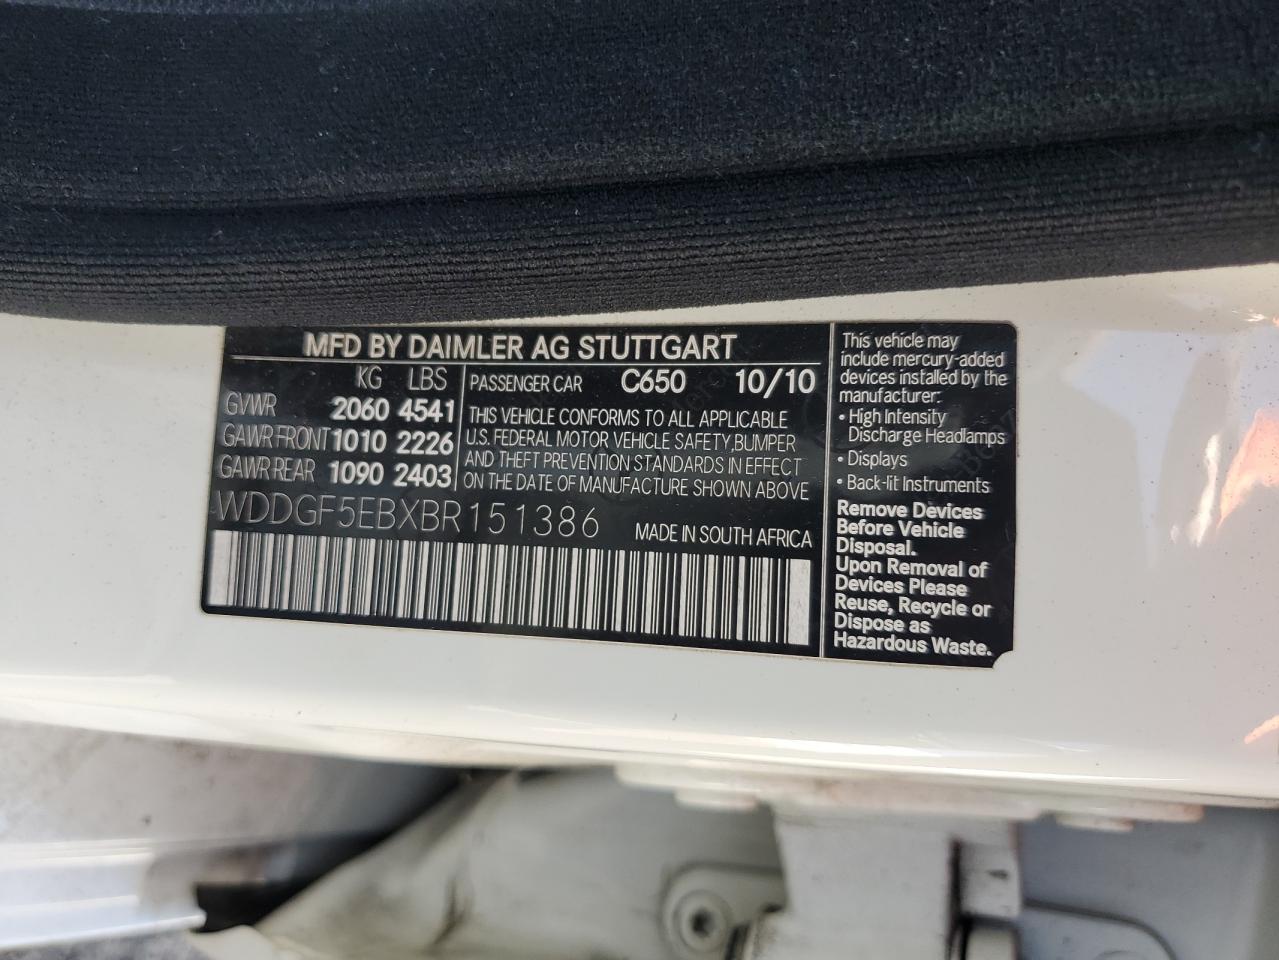 MFD BY DAIMLER AG STUTTGART
KG LBS
GVWR 2060 4541
GAWR FRONT 1010 2226
GAWR REAR 1090 2403
PASSENGER CAR C650 10/10
THIS VEHICLE CONFORMS TO ALL APPLICABLE
U.S. FEDERAL MOTOR VEHICLE SAFETY, BUMPER
AND THEFT PREVENTION STANDARDS IN EFFECT
ON THE DATE OF MANUFACTURE SHOWN ABOVE
WDDGF5EBXBR151386 MADE IN SOUTH AFRICA
This vehicle may
include mercury-added
devices installed by the
manufacturer:
• High Intensity
Discharge Headlamps
• Displays
• Back-lit Instruments
Remove Devices
Before Vehicle
Disposal.
Upon Removal of
Devices Please
Reuse, Recycle or
Dispose as
Hazardous Waste.